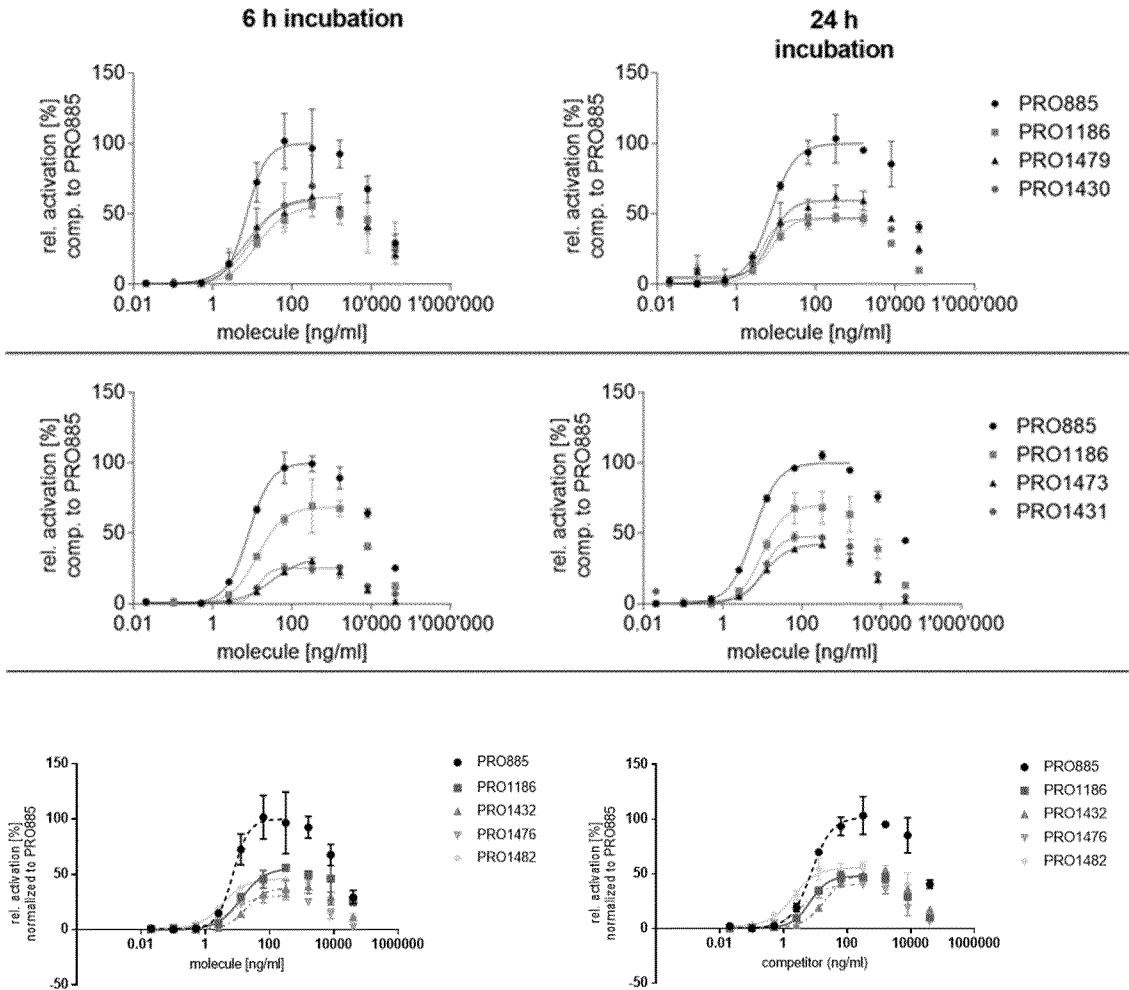 6 h incubation
24 h
incubation
rel. activation [%]
comp. to PRO885
150
100
50
0
0.01
1
100
10'000
1'000'000
molecule [ng/ml]
rel. activation [%]
comp. to PRO885
150
100
50
0
0.01
1
100
10'000
1'000'000
molecule [ng/ml]
PRO885
PRO1186
PRO1479
PRO1430
rel. activation [%]
comp. to PRO885
150
100
50
0
0.01
1
100
10'000
1'000'000
molecule [ng/ml]
rel. activation [%]
comp. to PRO885
150
100
50
0
0.01
1
100
10'000
1'000'000
molecule [ng/ml]
PRO885
PRO1186
PRO1473
PRO1431
rel. activation [%]
normalized to PRO885
150
100
50
0
-50
0.01
1
100
10000
1000000
molecule [ng/ml]
PRO885
PRO1186
PRO1432
PRO1476
PRO1482
rel. activation [%]
normalized to PRO885
150
100
50
0
-50
0.01
1
100
10000
1000000
competitor (ng/ml)
PRO885
PRO1186
PRO1432
PRO1476
PRO1482